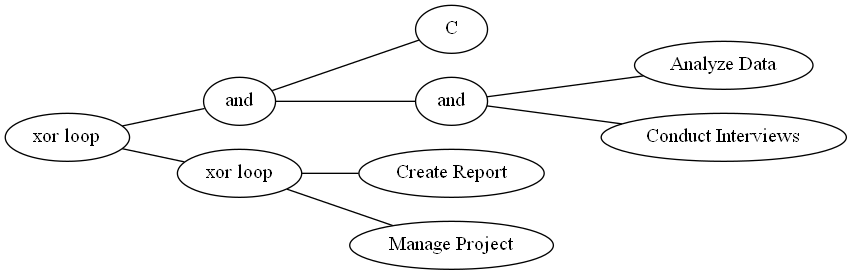 C
Analyze Data
and
and
xor loop
Conduct Interviews
xor loop
Create Report
Manage Project